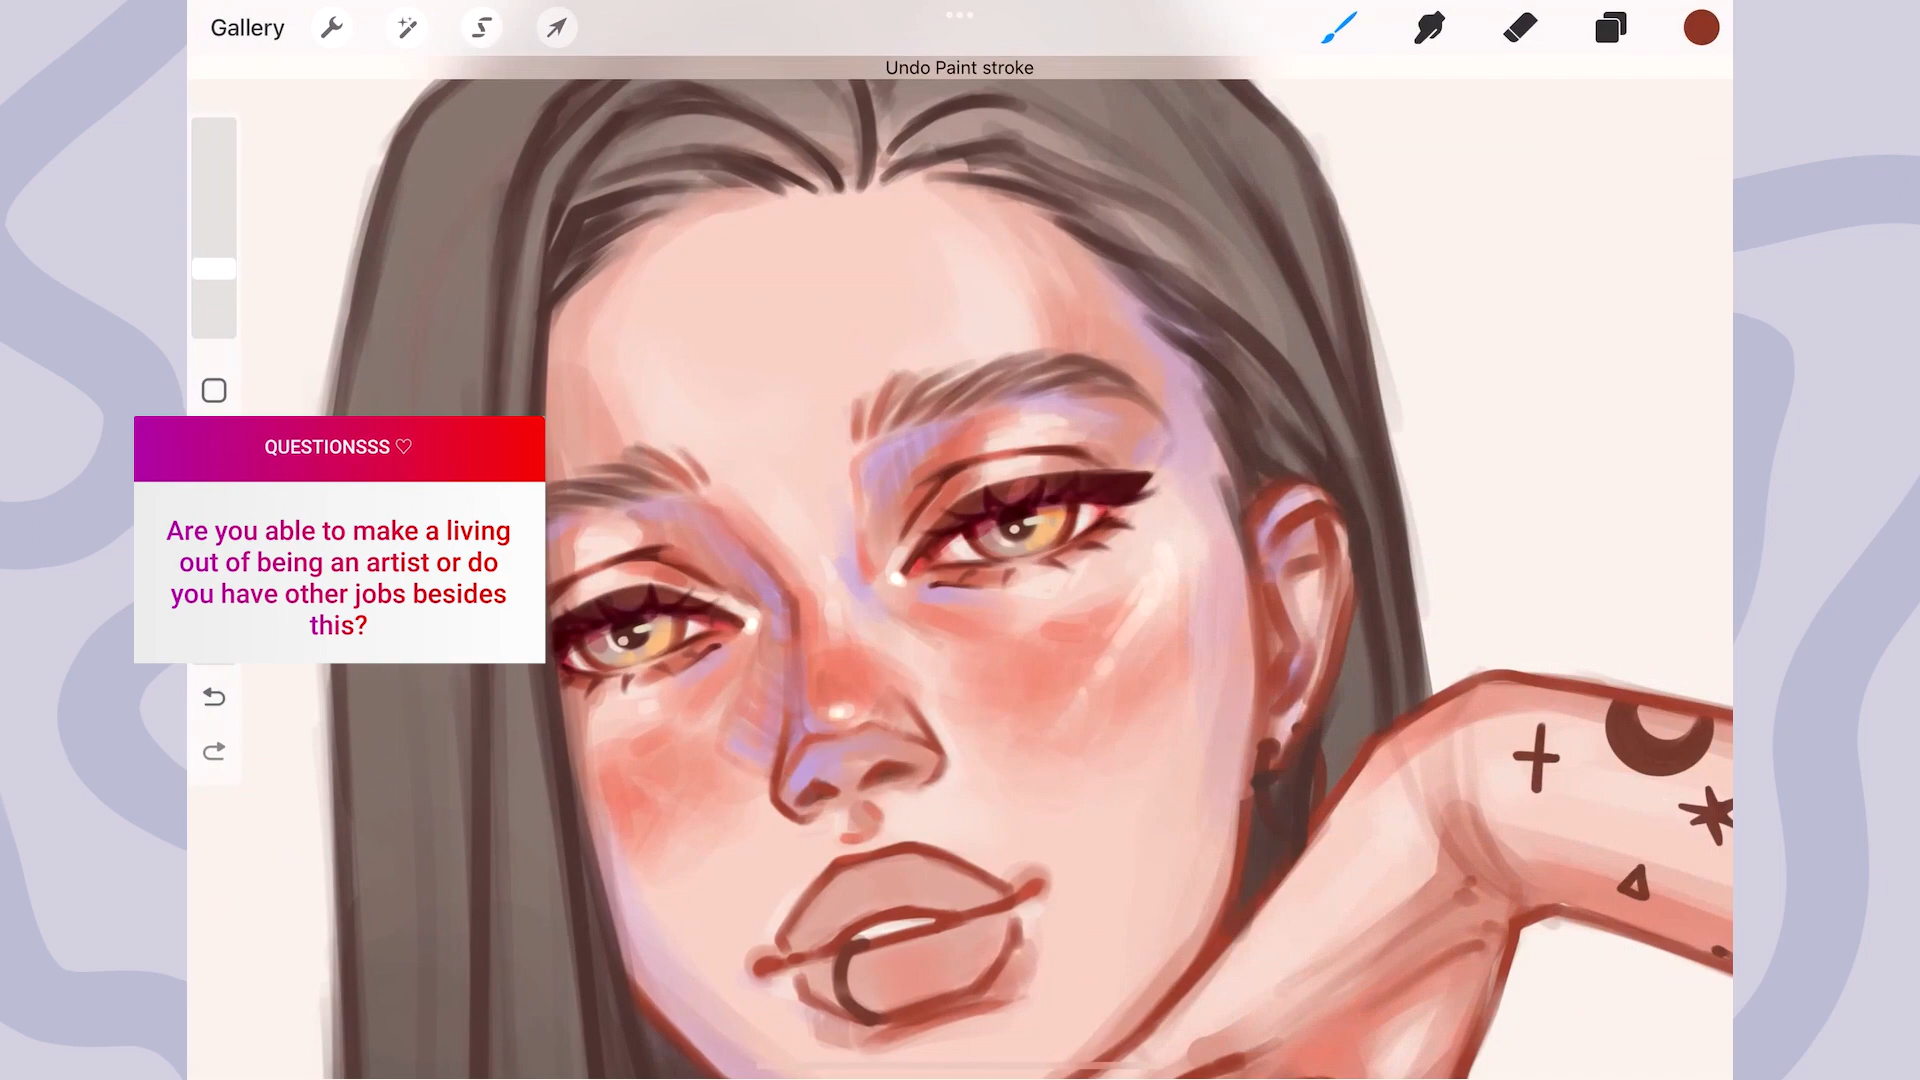 Gallery
Undo Paint stroke
QUESTIONSSS ♡
Are you able to make a living
out of being an artist or do
you have other jobs besides
this?